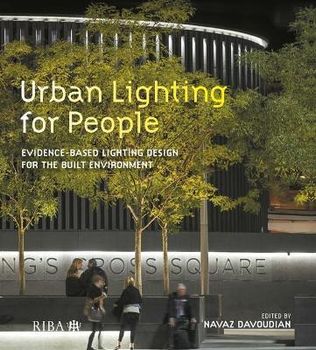 Urban Lighting
for People
EVIDENCE-BASED LIGHTING DESIGN
FOR THE BUILT ENVIRONMENT
NG'S CROSS SQUARE
EDITED BY
RIBA NAVAZ DAVOUDIAN